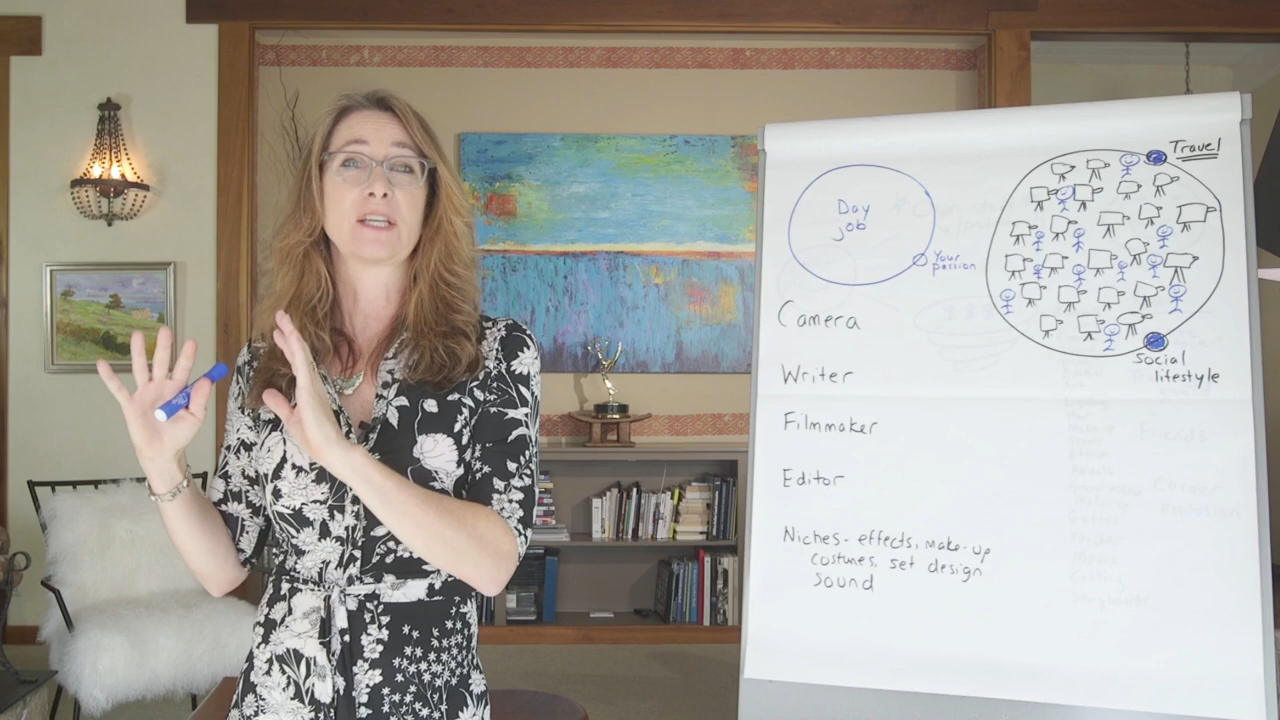 Day
job
Your
passion
Travel
Social
lifestyle
Camera
Writer
Filmmaker
Editor
Niches - effects, make-up
costumes, set design
sound